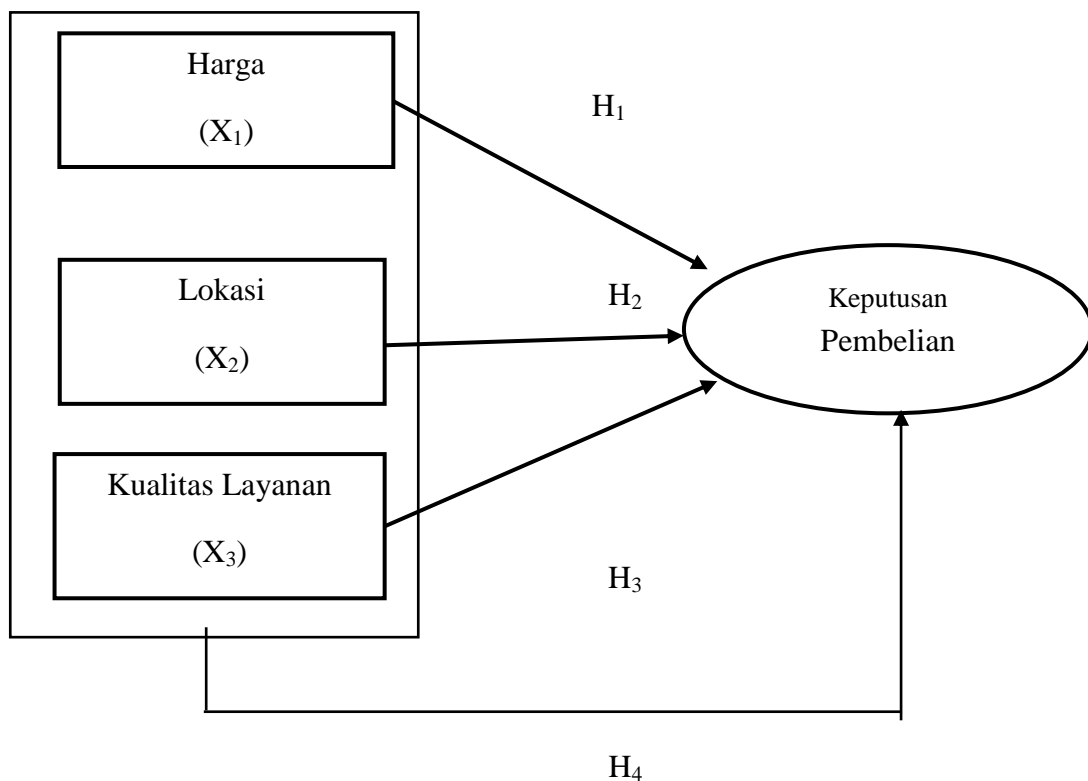 Harga
(X₁)
H₁
Lokasi
(X₂)
H₂
Keputusan
Pembelian
Kualitas Layanan
(X₃)
H₃
H₄